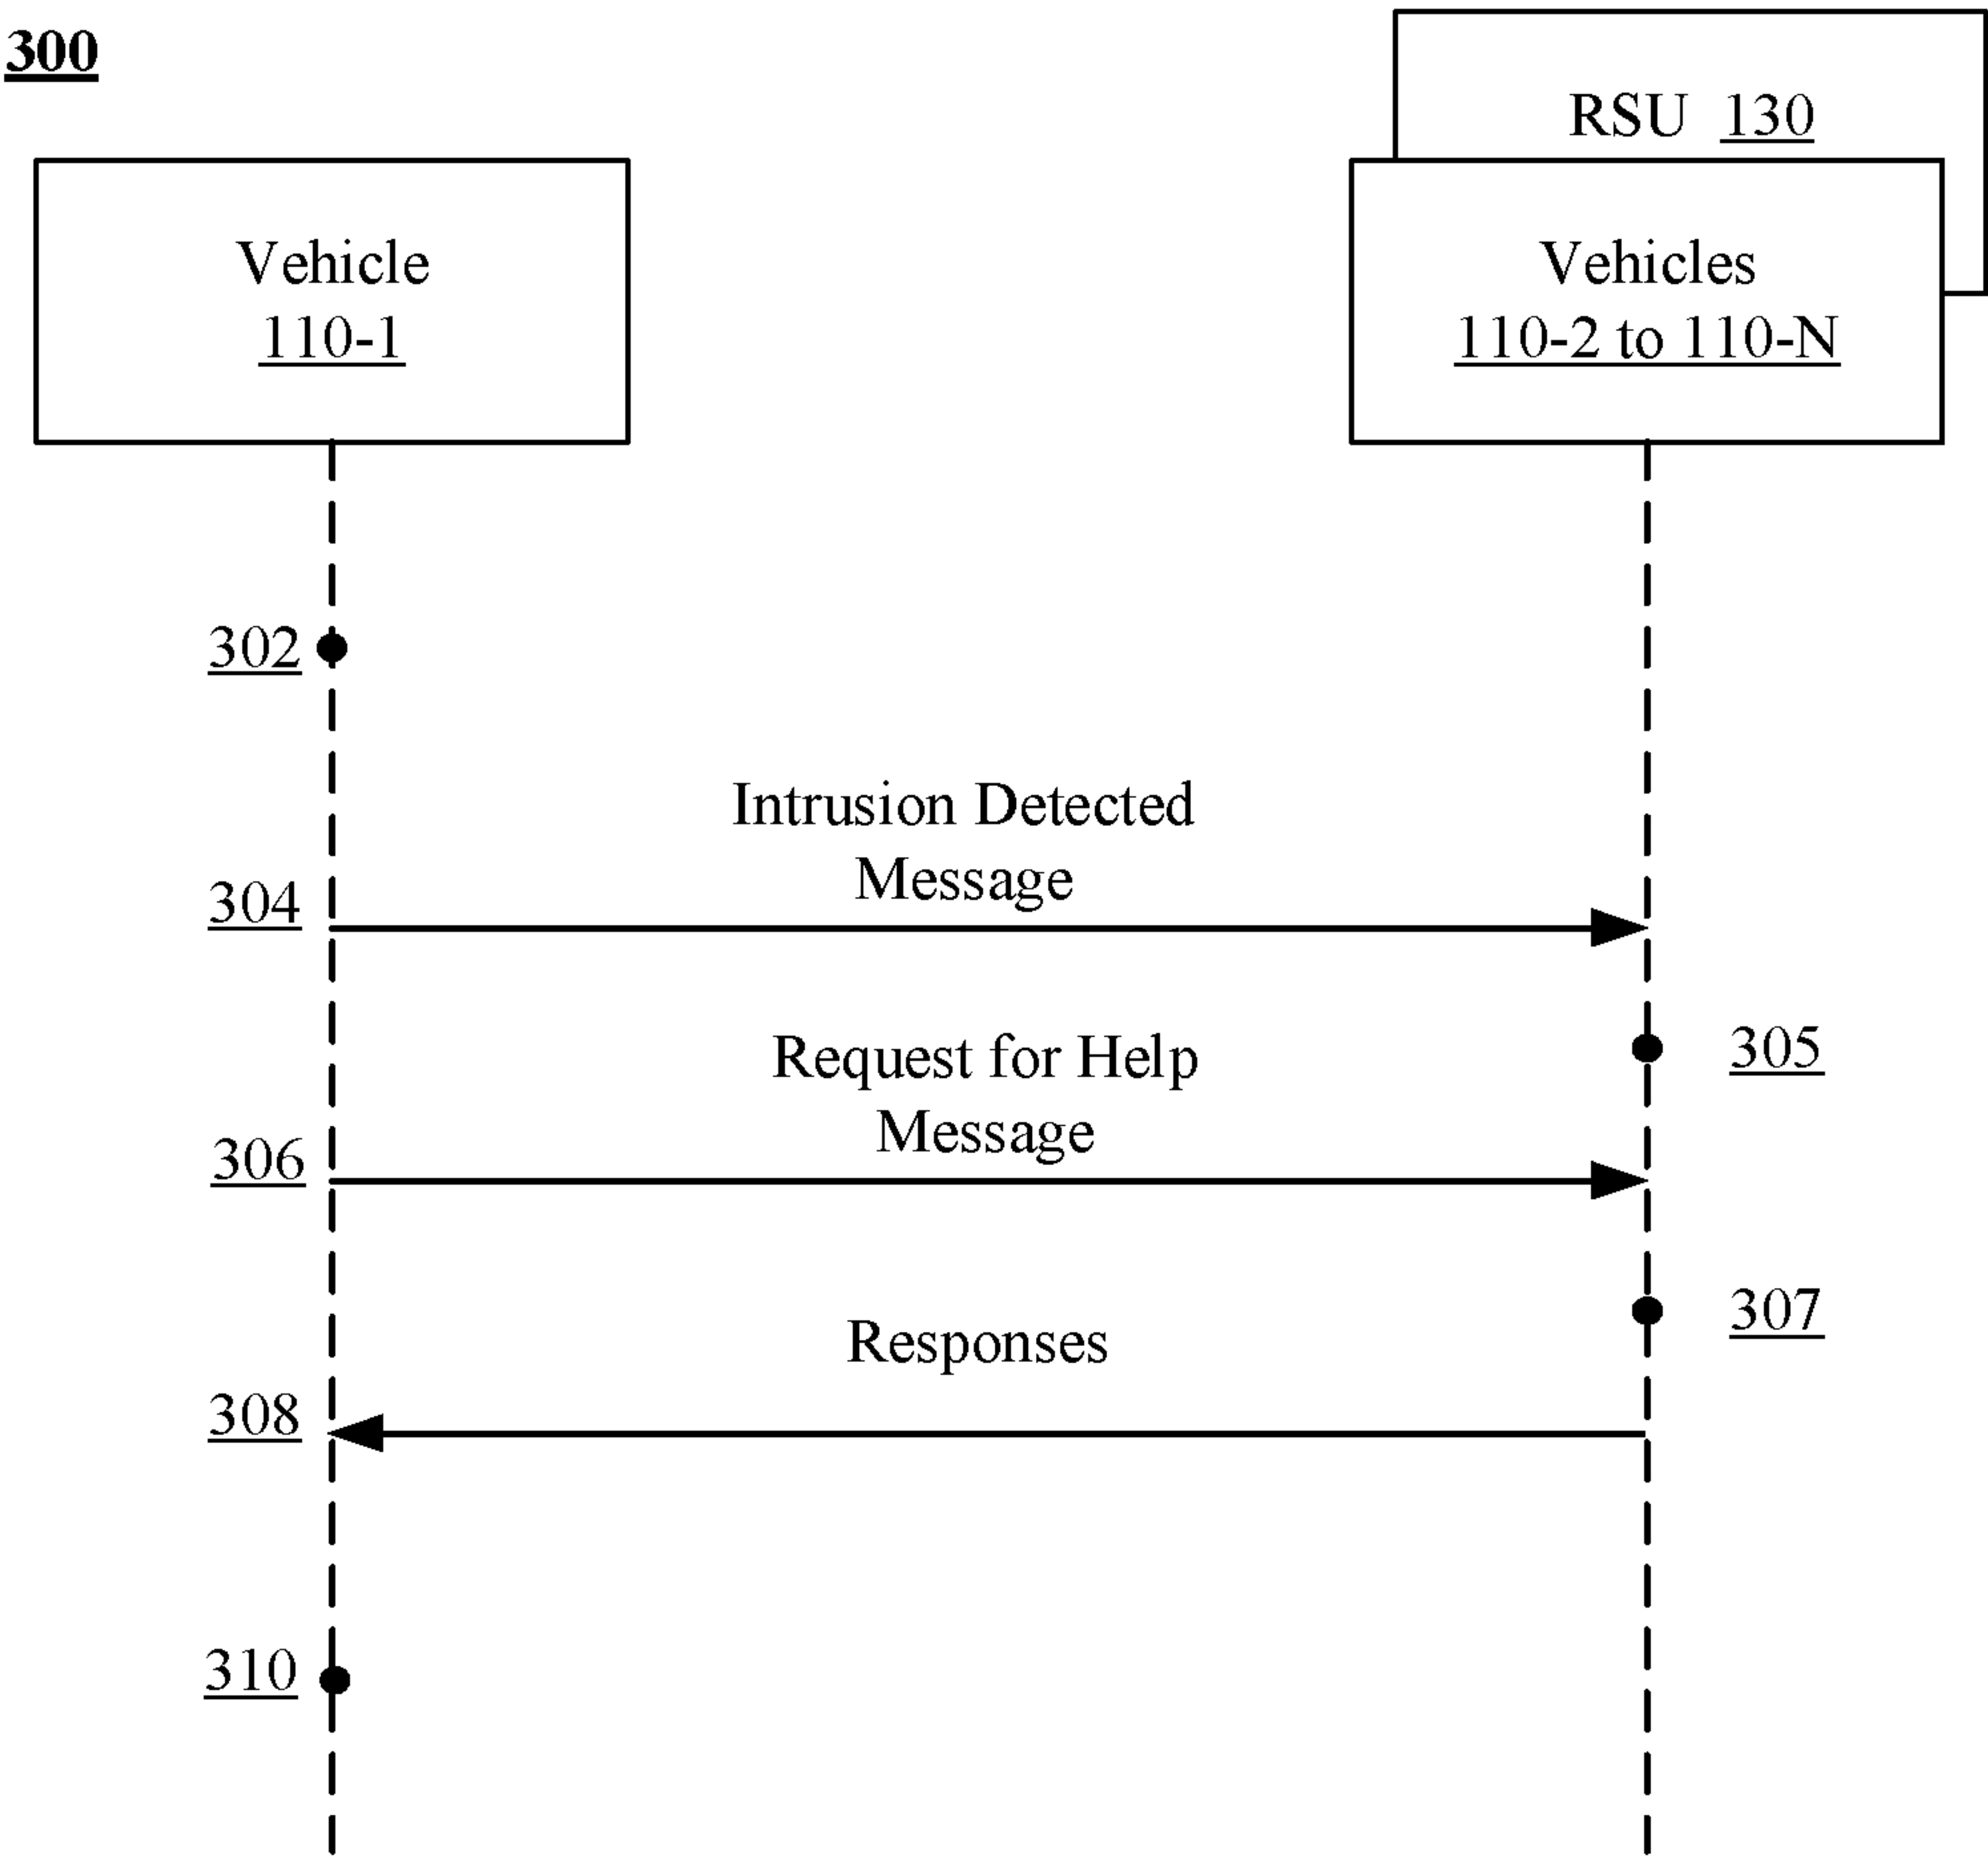 300
RSU 130
Vehicle
110-1
Vehicles
110-2 to 110-N
302
Intrusion Detected
Message
304
305
Request for Help
Message
306
307
Responses
308
310